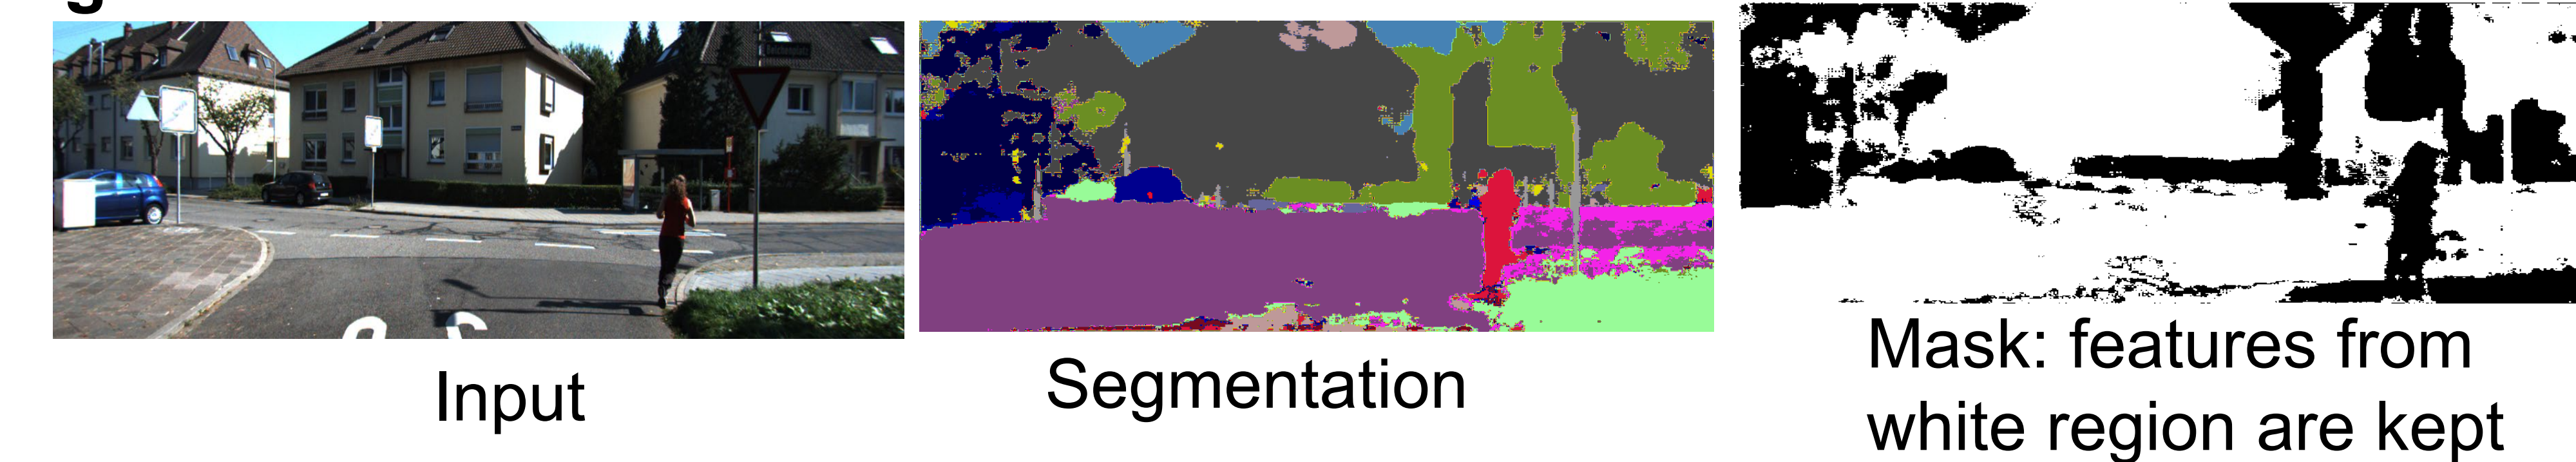 Input
Segmentation
Mask: features from
white region are kept